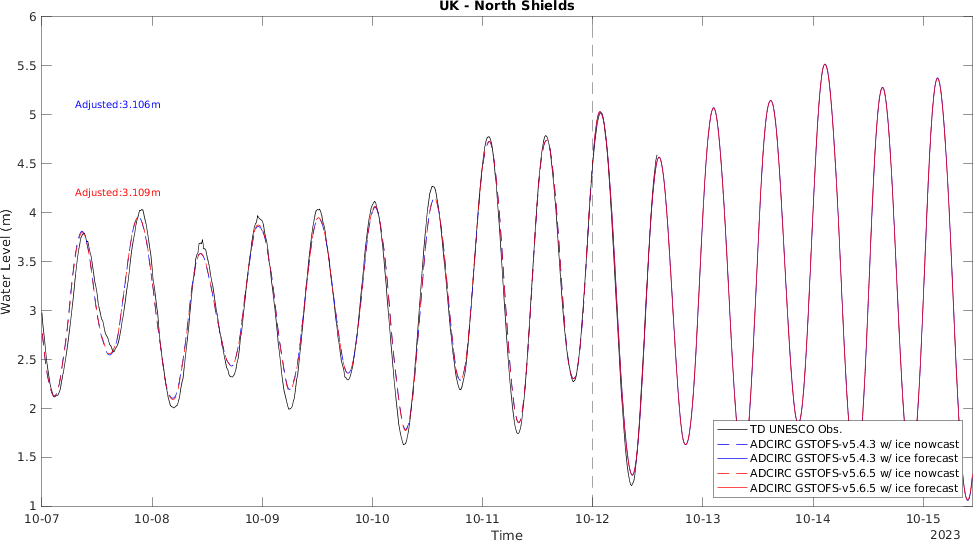 UK - North Shields
6
5.5
5
4.5
4
3.5
3
2.5
2
1.5
1
Water Level (m)
Adjusted:3.106m
Adjusted:3.109m
TD UNESCO Obs.
ADCIRC GSTOFS-v5.4.3 w/ ice nowcast
ADCIRC GSTOFS-v5.4.3 w/ ice forecast
ADCIRC GSTOFS-v5.6.5 w/ ice nowcast
ADCIRC GSTOFS-v5.6.5 w/ ice forecast
10-07 10-08 10-09 10-10 10-11 10-12 10-13 10-14 10-15
Time
2023